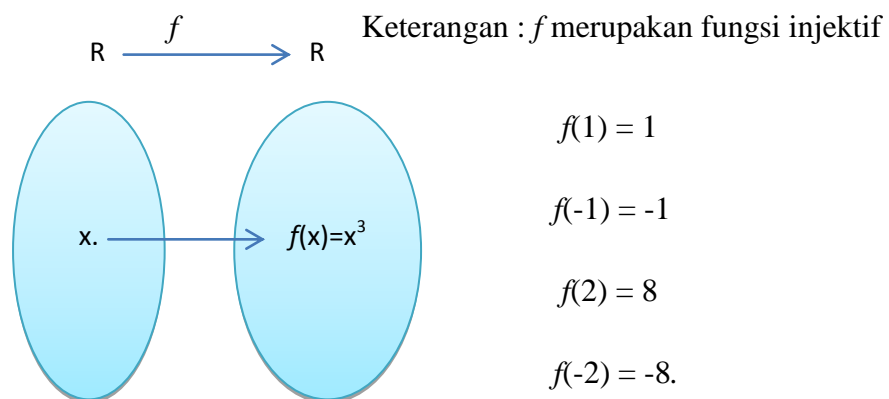 f
Keterangan : f merupakan fungsi injektif
R R
f(1) = 1
f(-1) = -1
x. f(x)=x³
f(2) = 8
f(-2) = -8.